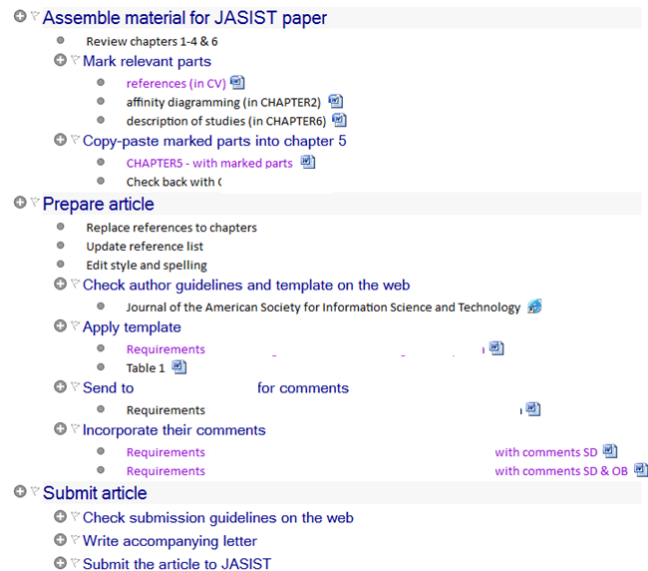 Assemble material for JASIST paper
Review chapters 1-4 & 6
Mark relevant parts
references (in CV)
affinity diagramming (in CHAPTER2)
description of studies (in CHAPTER6)
Copy-paste marked parts into chapter 5
CHAPTER5 - with marked parts
Check back with
Prepare article
Replace references to chapters
Update reference list
Edit style and spelling
Check author guidelines and template on the web
Journal of the American Society for Information Science and Technology
Apply template
Requirements
Table 1
Send to for comments
Requirements
Incorporate their comments
Requirements with comments SD
Requirements with comments SD & OB
Submit article
Check submission guidelines on the web
Write accompanying letter
Submit the article to JASIST